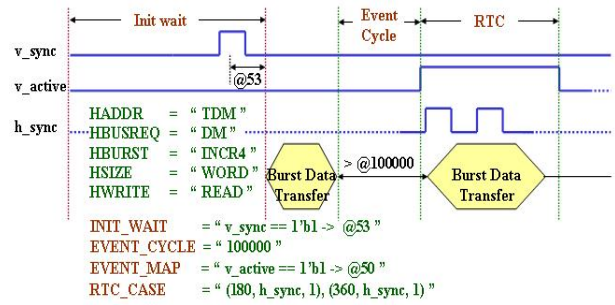 Init wait
Event Cycle
RTC
v_sync
@53
v_active
h_sync
HADDR = “ TDM ”
HBUSREQ = “ DM ”
HBURST = “ INCR4 ”
HSIZE = “ WORD ”
HWRITE = “ READ ”
Burst Data Transfer
> @100000
Burst Data Transfer
INIT_WAIT = “ v_sync == 1’b1 -> @53 ”
EVENT_CYCLE = “ 100000 ”
EVENT_MAP = “ v_active == 1’b1 -> @50 ”
RTC_CASE = “ (180, h_sync, 1), (360, h_sync, 1) ”